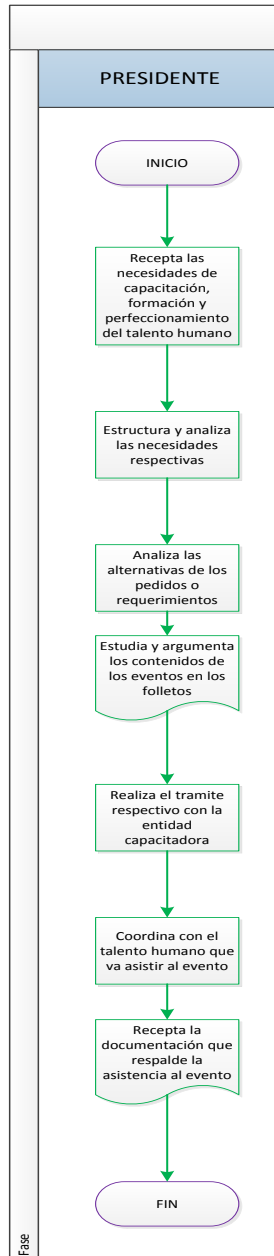 PRESIDENTE
INICIO
Recepta las
necesidades de
capacitación,
formación y
perfeccionamiento
del talento humano
Estructura y analiza
las necesidades
respectivas
Analiza las
alternativas de los
pedidos o
requerimientos
Estudia y argumenta
los contenidos de
los eventos en los
folletos
Realiza el tramite
respectivo con la
entidad
capacitadora
Coordina con el
talento humano que
va asistir al evento
Recepta la
documentación que
respalde la
asistencia al evento
FIN
Fase